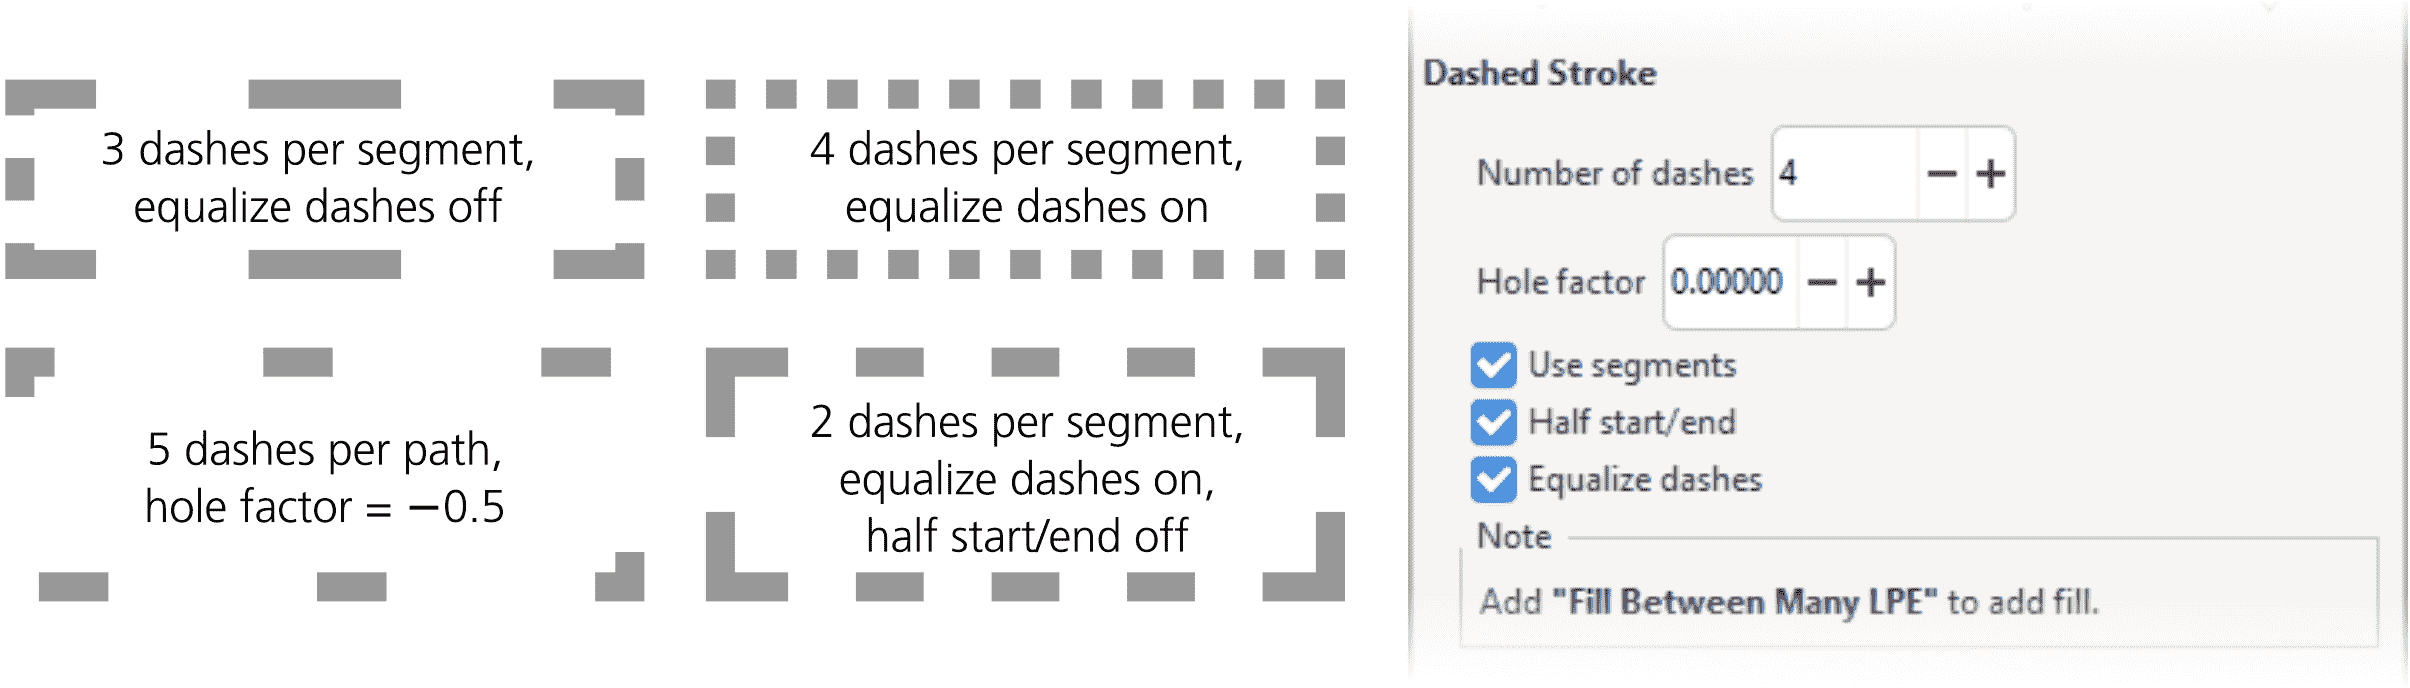 3 dashes per segment,
equalize dashes off
4 dashes per segment,
equalize dashes on
5 dashes per path,
hole factor = −0.5
2 dashes per segment,
equalize dashes on,
half start/end off
Dashed Stroke
Number of dashes 4 − +
Hole factor 0.00000 − +
Use segments
Half start/end
Equalize dashes
Note
Add "Fill Between Many LPE" to add fill.